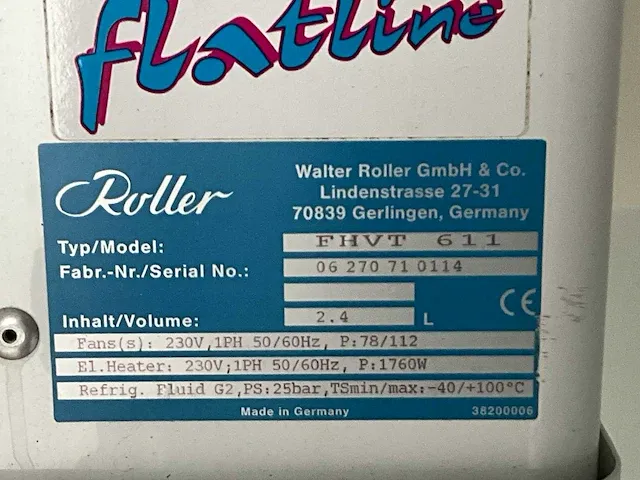 flatline
Roller
Walter Roller GmbH & Co.
Lindenstrasse 27-31
70839 Gerlingen, Germany
Typ/Model: FHVT 611
Fabr.-Nr./Serial No.: 06 270 71 0114
CE
Inhalt/Volume: 2.4 L
Fans(s): 230V,1PH 50/60Hz, P:78/112
El.Heater: 230V;1PH 50/60Hz, P:1760W
Refrig. Fluid G2,PS:25bar,TSmin/max:-40/+100°C
Made in Germany 38200006